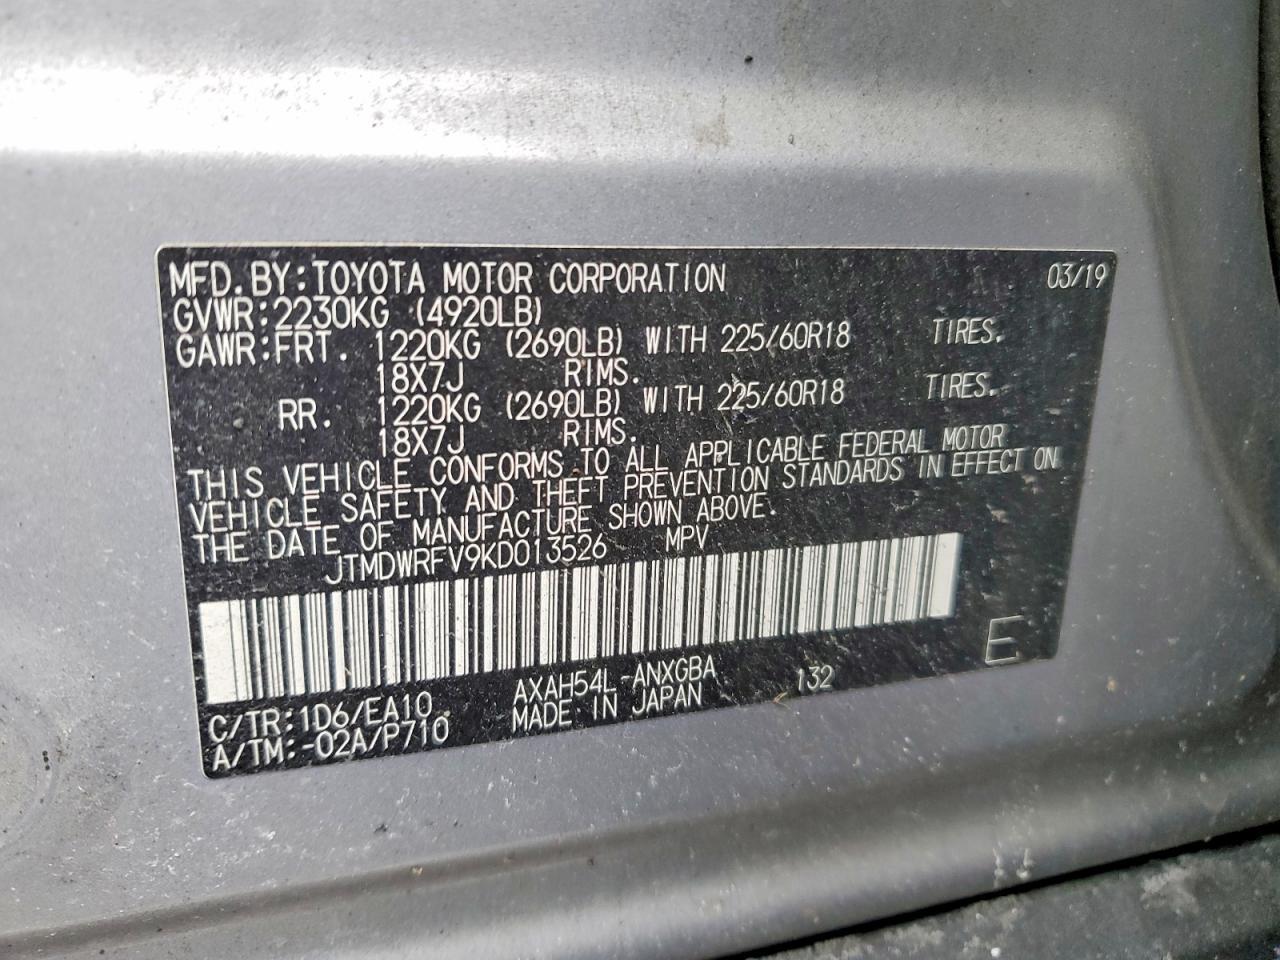 MFD.BY:TOYOTA MOTOR CORPORATION 03/19
GVWR:2230KG (4920LB)
GAWR:FRT. 1220KG (2690LB) WITH 225/60R18 TIRES.
18X7J RIMS.
RR. 1220KG (2690LB) WITH 225/60R18 TIRES.
18X7J RIMS.
THIS VEHICLE CONFORMS TO ALL APPLICABLE FEDERAL MOTOR
VEHICLE SAFETY AND THEFT PREVENTION STANDARDS IN EFFECT ON
THE DATE OF MANUFACTURE SHOWN ABOVE.
JTMDWRFV9KD013526 MPV
E
C/TR:1D6/EA10 AXAH54L-ANXGBA 132
A/TM:-02A/P710 MADE IN JAPAN